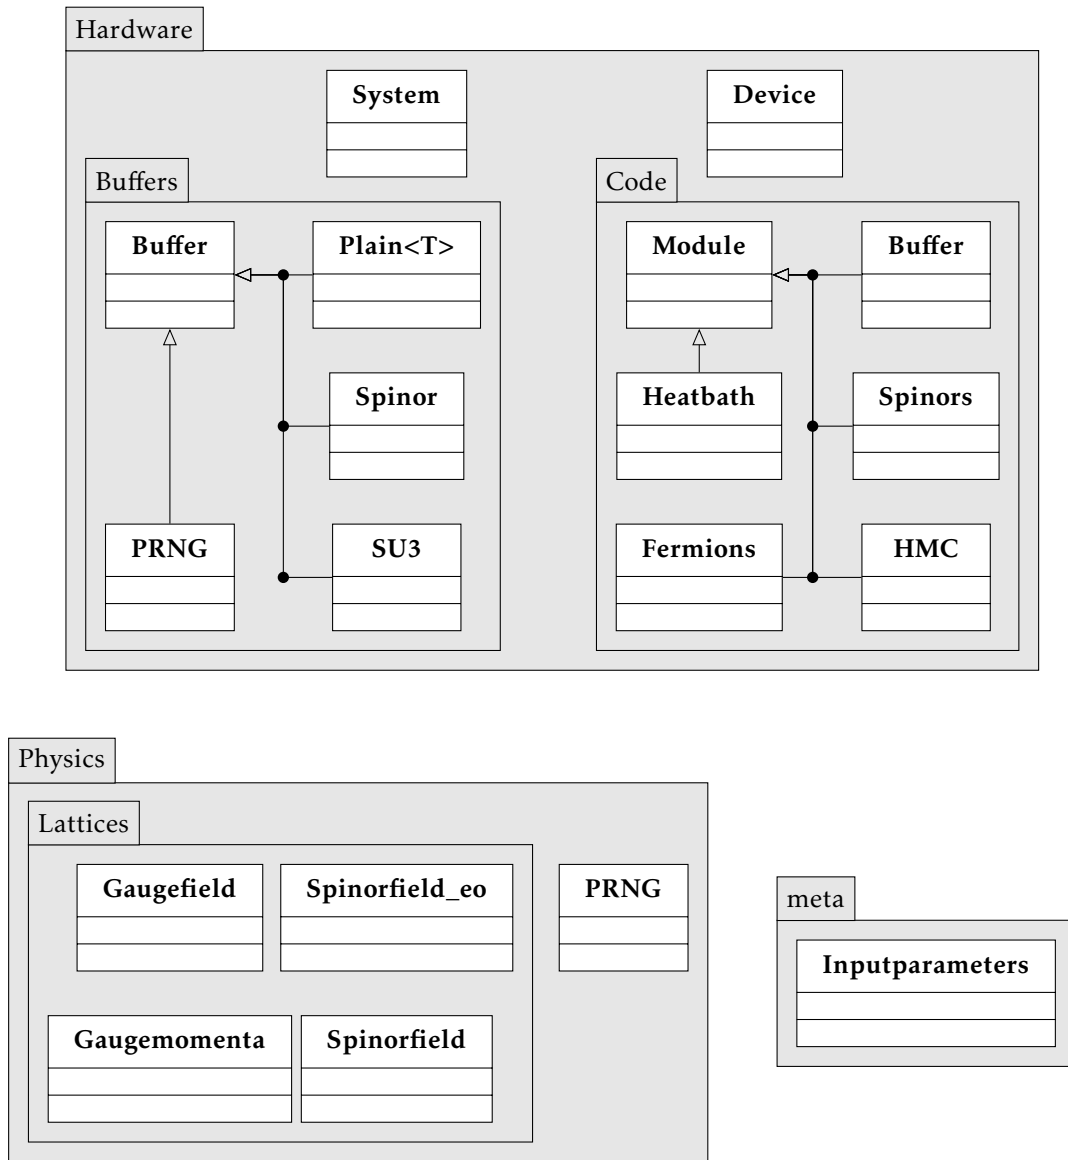 Hardware
System
Device
Buffers
Code
Buffer
Plain<T>
Module
Buffer
Spinor
Heatbath
Spinors
PRNG
SU3
Fermions
HMC
Physics
Lattices
Gaugefield
Spinorfield_eo
PRNG
meta
Inputparameters
Gaugemomenta
Spinorfield